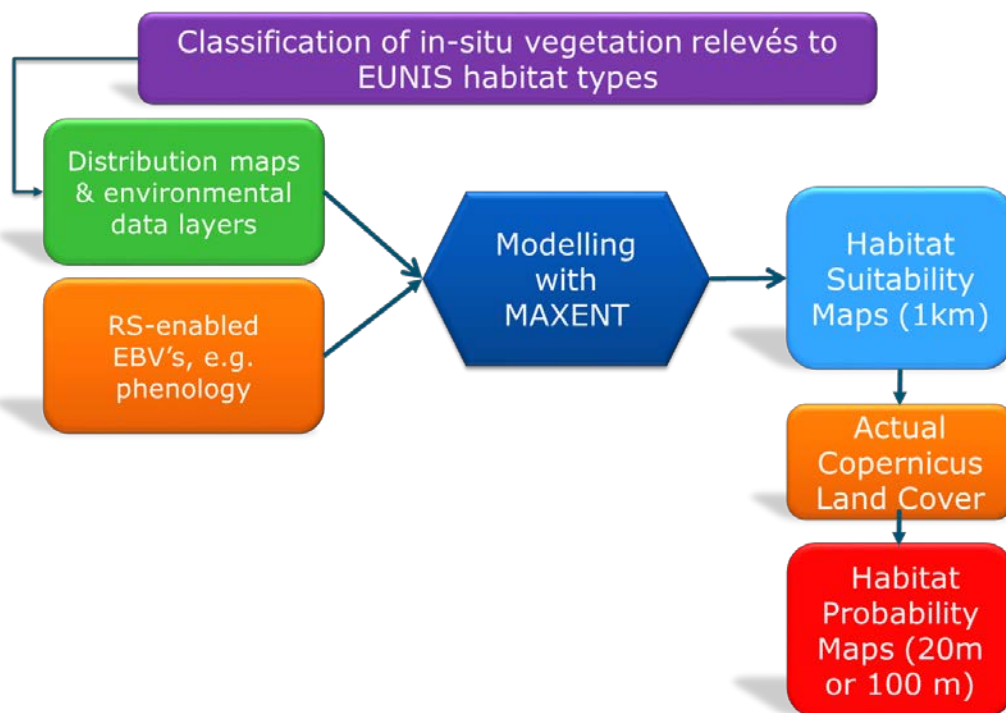 Classification of in-situ vegetation relevés to
EUNIS habitat types
Distribution maps
& environmental
data layers
RS-enabled
EBV's, e.g.
phenology
Modelling
with
MAXENT
Habitat
Suitability
Maps (1km)
Actual
Copernicus
Land Cover
Habitat
Probability
Maps (20m
or 100 m)